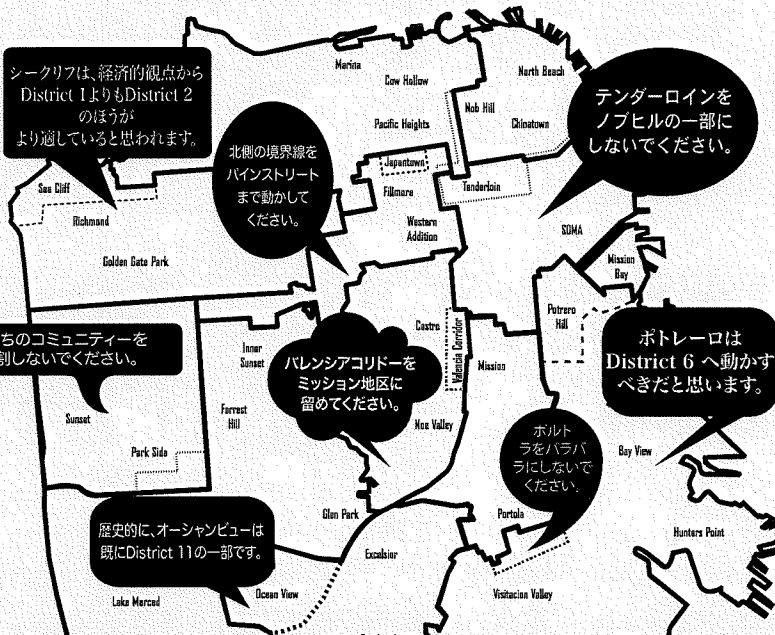 シークリフは、経済的観点から
District 1よりもDistrict 2
のほうが
より適していると思われます。
Marina
Cow Hollow
North Beach
Nob Hill
Pacific Heights
Chinatown
テンダーロインを
ノブヒルの一部に
しないでください。
北側の境界線を
パインストリート
まで動かして
ください。
Japantown
Sea Cliff
Fillmore
Tenderloin
Richmond
Western
Addition
SOMA
Golden Gate Park
Mission
Bay
ちのコミュニティーを
割しないでください。
Inner
Sunset
Castro
Valencia Corridor
Mission
Potrero
Hill
バレンシアコリドーを
ミッション地区に
留めてください。
ポトレーロは
District 6 へ動かす
べきだと思います。
Sunset
Forrest
Hill
Noe Valley
Park Side
ポルト
ラをバラバ
ラにしないで
ください。
Bay View
歴史的に、オーシャンビューは
既にDistrict 11の一部です。
Glen Park
Portola
Hunters Point
Excelsior
Lake Merced
Ocean View
Visitacion Valley